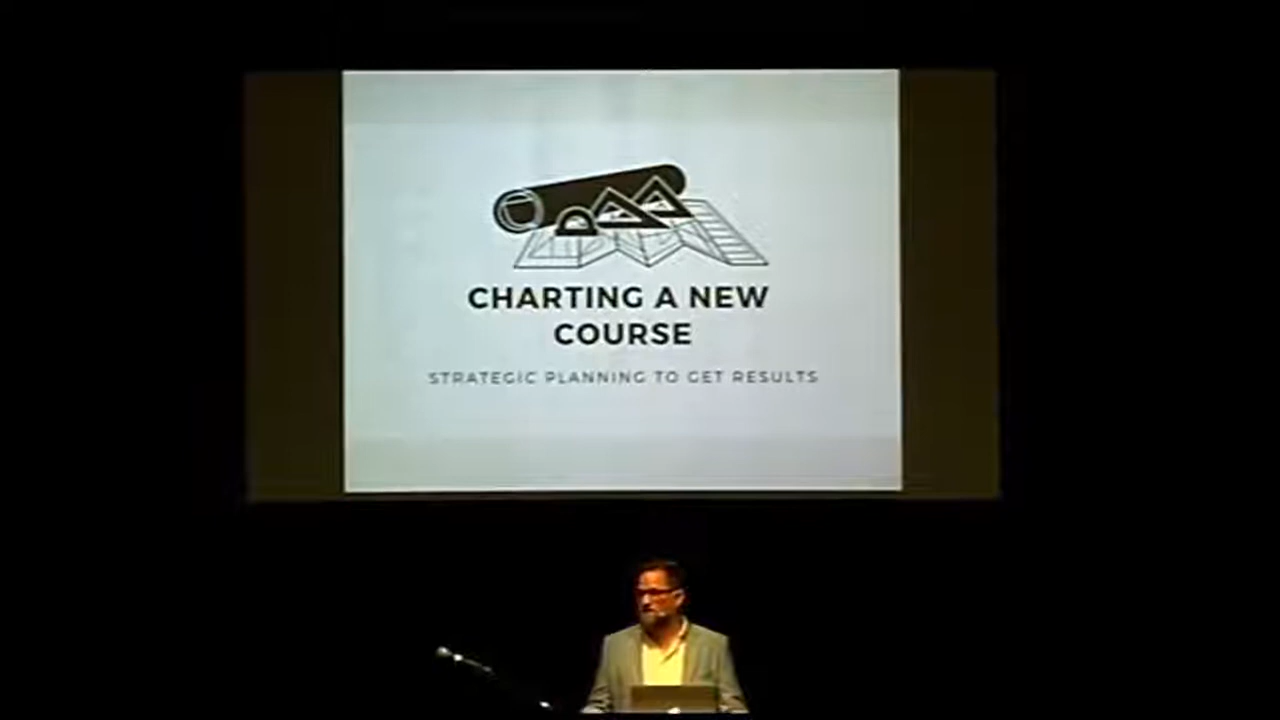 CHARTING A NEW
COURSE
STRATEGIC PLANNING TO GET RESULTS